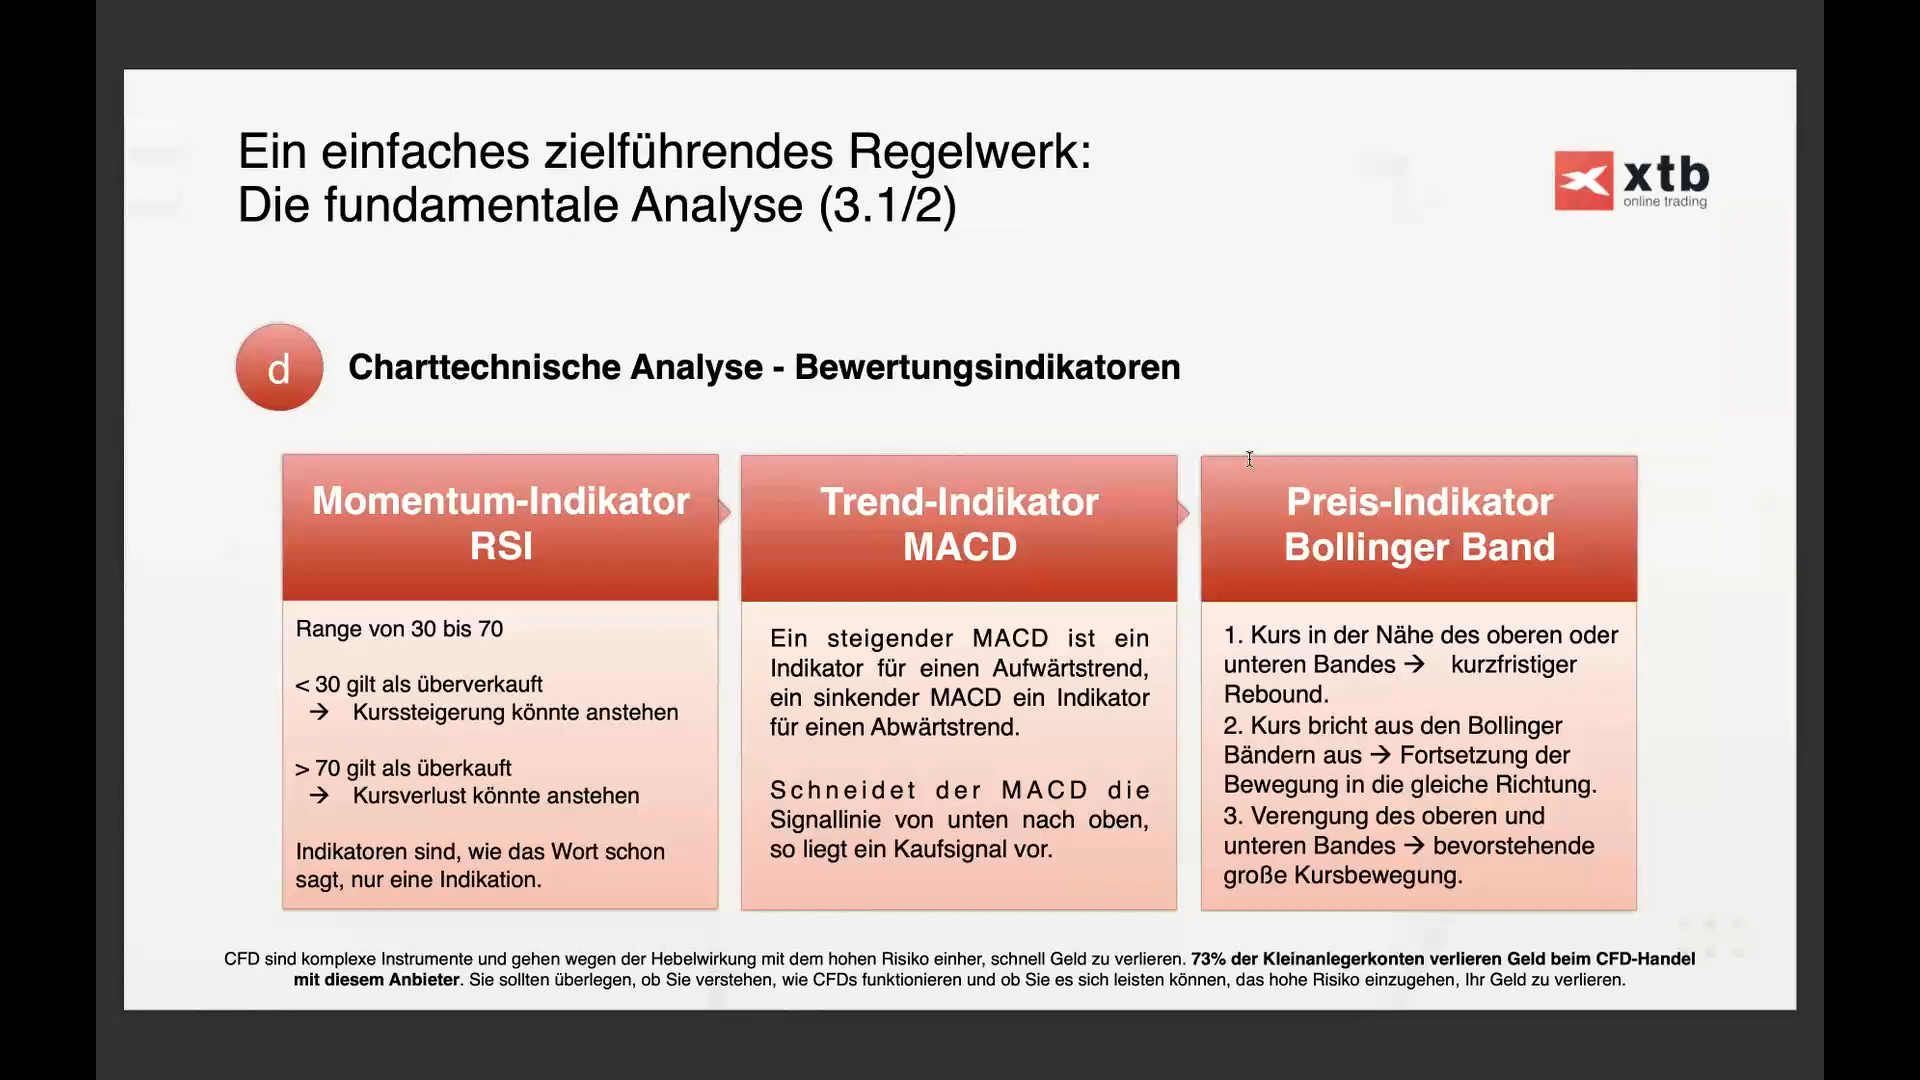 Ein einfaches zielführendes Regelwerk:
Die fundamentale Analyse (3.1/2)
xtb
online trading
d
Charttechnische Analyse - Bewertungsindikatoren
Momentum-Indikator
RSI
Range von 30 bis 70
< 30 gilt als überverkauft
→ Kurssteigerung könnte anstehen
> 70 gilt als überkauft
→ Kursverlust könnte anstehen
Indikatoren sind, wie das Wort schon
sagt, nur eine Indikation.
Trend-Indikator
MACD
Ein steigender MACD ist ein
Indikator für einen Aufwärtstrend,
ein sinkender MACD ein Indikator
für einen Abwärtstrend.
Schneidet der MACD die
Signallinie von unten nach oben,
so liegt ein Kaufsignal vor.
Preis-Indikator
Bollinger Band
1. Kurs in der Nähe des oberen oder
unteren Bandes → kurzfristiger
Rebound.
2. Kurs bricht aus den Bollinger
Bändern aus → Fortsetzung der
Bewegung in die gleiche Richtung.
3. Verengung des oberen und
unteren Bandes → bevorstehende
große Kursbewegung.
CFD sind komplexe Instrumente und gehen wegen der Hebelwirkung mit dem hohen Risiko einher, schnell Geld zu verlieren. 73% der Kleinanlegerkonten verlieren Geld beim CFD-Handel
mit diesem Anbieter. Sie sollten überlegen, ob Sie verstehen, wie CFDs funktionieren und ob Sie es sich leisten können, das hohe Risiko einzugehen, Ihr Geld zu verlieren.